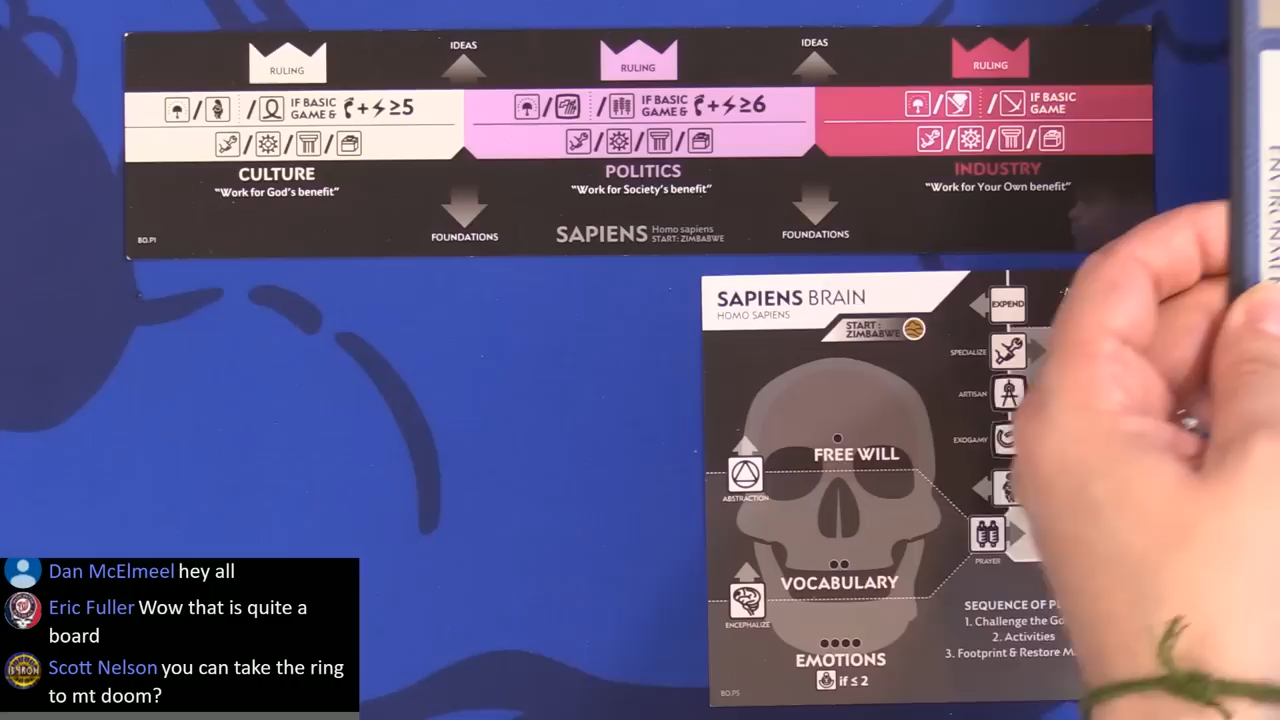 RULING
IDEAS
RULING
IDEAS
RULING
/ / IF BASIC GAME & + ≥5
/ / IF BASIC GAME & + ≥6
/ / IF BASIC GAME
/ / /
/ / /
/ / /
CULTURE
"Work for God's benefit"
POLITICS
"Work for Society's benefit"
INDUSTRY
"Work for Your Own benefit"
BO.P1
FOUNDATIONS
SAPIENS Homo sapiens
START: ZIMBABWE
FOUNDATIONS
SAPIENS BRAIN
HOMO SAPIENS
START:
ZIMBABWE
EXPEND
SPECIALIZE
ARTISAN
EXOGAMY
FREE WILL
ABSTRACTION
PRAYER
VOCABULARY
ENCEPHALIZE
EMOTIONS
if ≤ 2
SEQUENCE OF
1. Challenge the
2. Activities
3. Footprint & Restore
BO.P5
Dan McElmeel hey all
Eric Fuller Wow that is quite a
board
Scott Nelson you can take the ring
to mt doom?